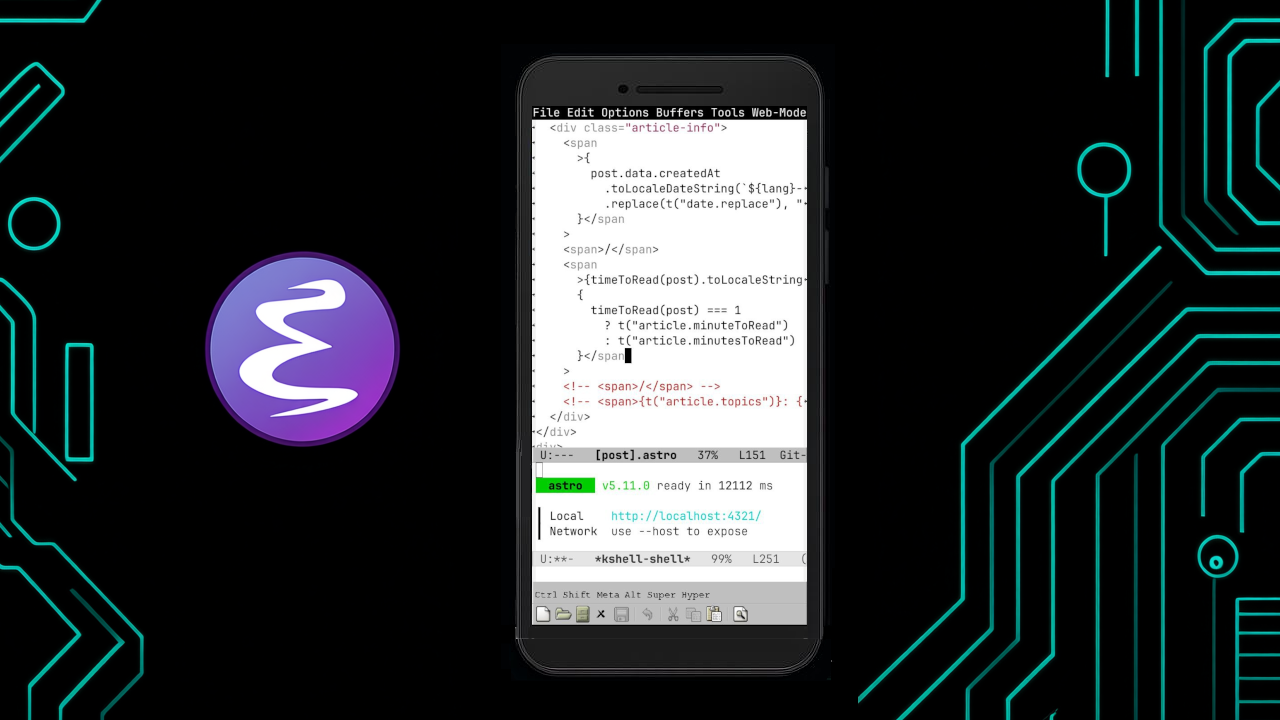 File Edit Options Buffers Tools Web-Mode
<div class="article-info">
<span
>{
post.data.createdAt
.toLocaleDateString(`${lang}-
.replace(t("date.replace"), "
}</span
>
<span>/</span>
<span
>{timeToRead(post).toLocaleString
{
timeToRead(post) === 1
? t("article.minuteToRead")
: t("article.minutesToRead")
}</span
>
<!-- <span>/</span> -->
<!-- <span>{t("article.topics")}: {
</div>
</div>
div>
U:--- [post].astro 37% L151 Git-
astro v5.11.0 ready in 12112 ms
Local http://localhost:4321/
Network use --host to expose
U:**- *kshell-shell* 99% L251 (
Ctrl Shift Meta Alt Super Hyper